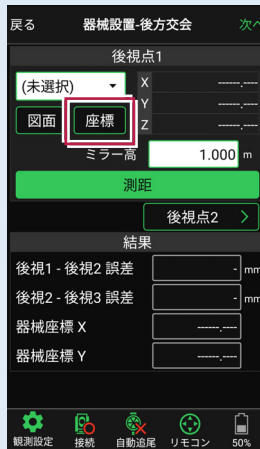 戻る 器械設置-後方交会 次へ
後視点1
(未選択) X -----.----
Y -----.----
図面 座標 Z -----.----
ミラー高 1.000 m
測距
後視点2
結果
後視1 - 後視2 誤差 - mm
後視2 - 後視3 誤差 - mm
器械座標 X -----.----
器械座標 Y -----.----
観測設定 接続 自動追尾 リモコン 50%